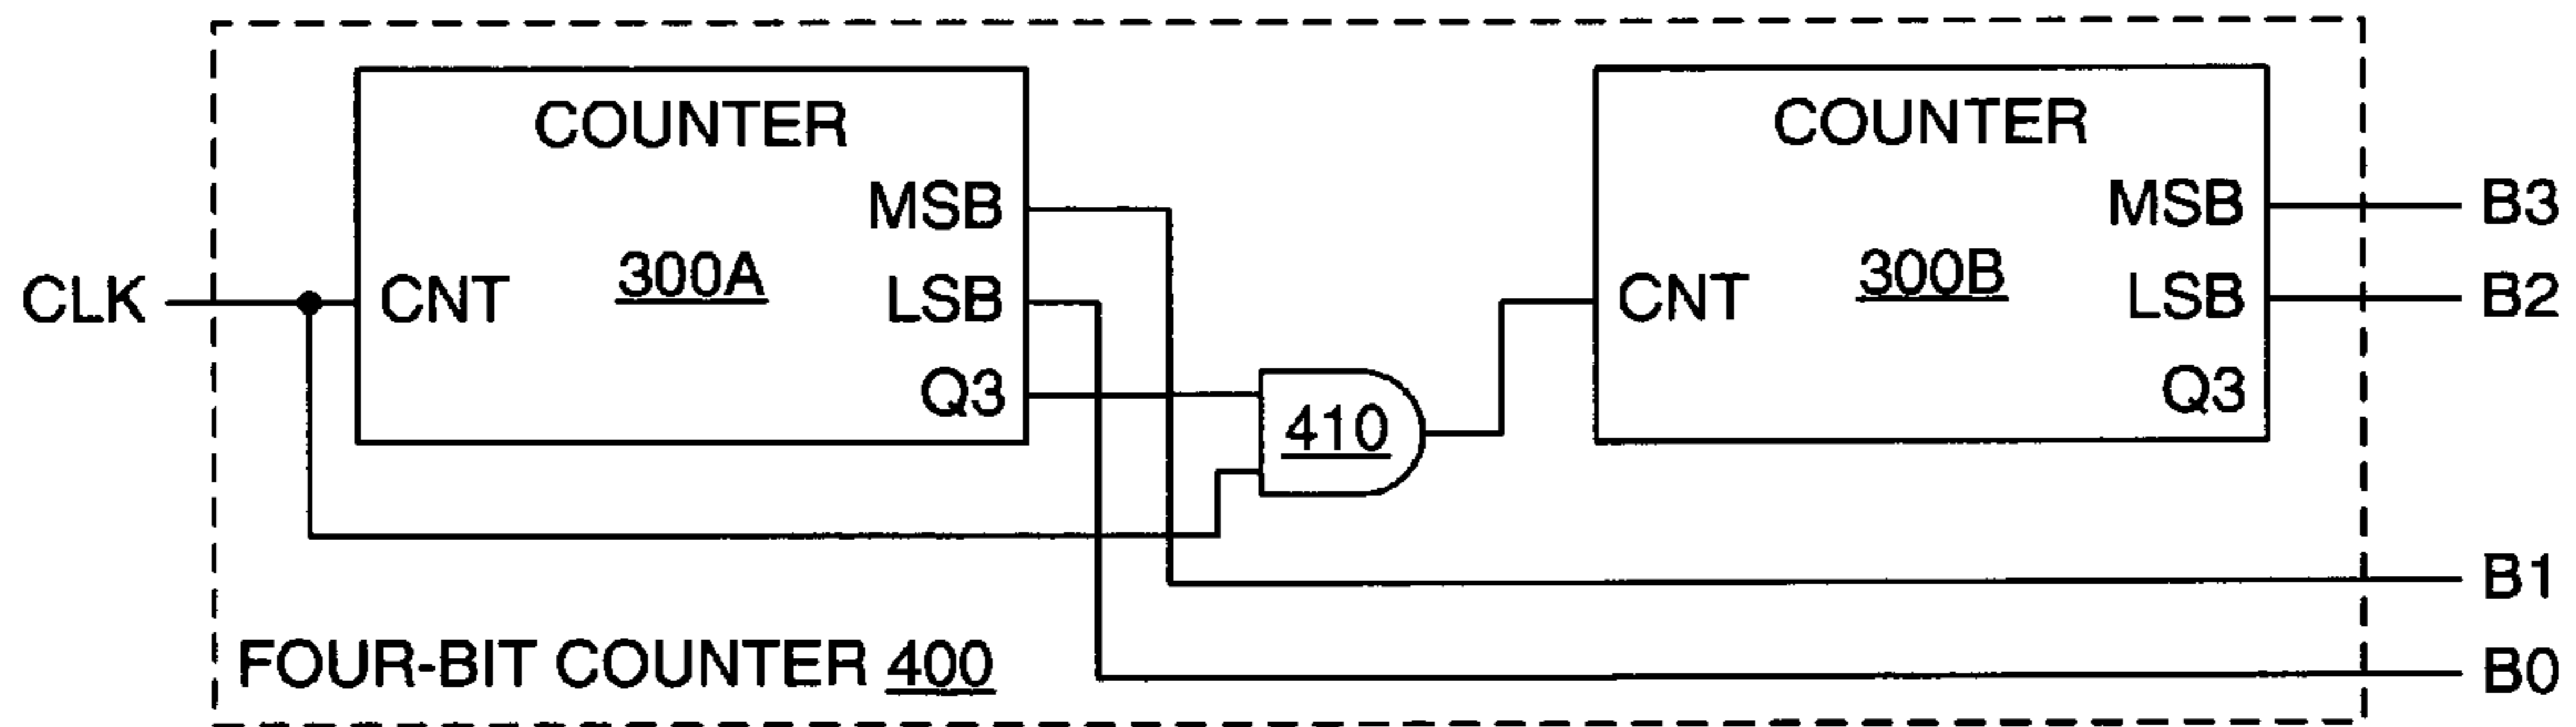 COUNTER
COUNTER
MSB
MSB
B3
300A
300B
CLK
CNT
LSB
CNT
LSB
B2
Q3
410
Q3
B1
FOUR-BIT COUNTER 400
B0